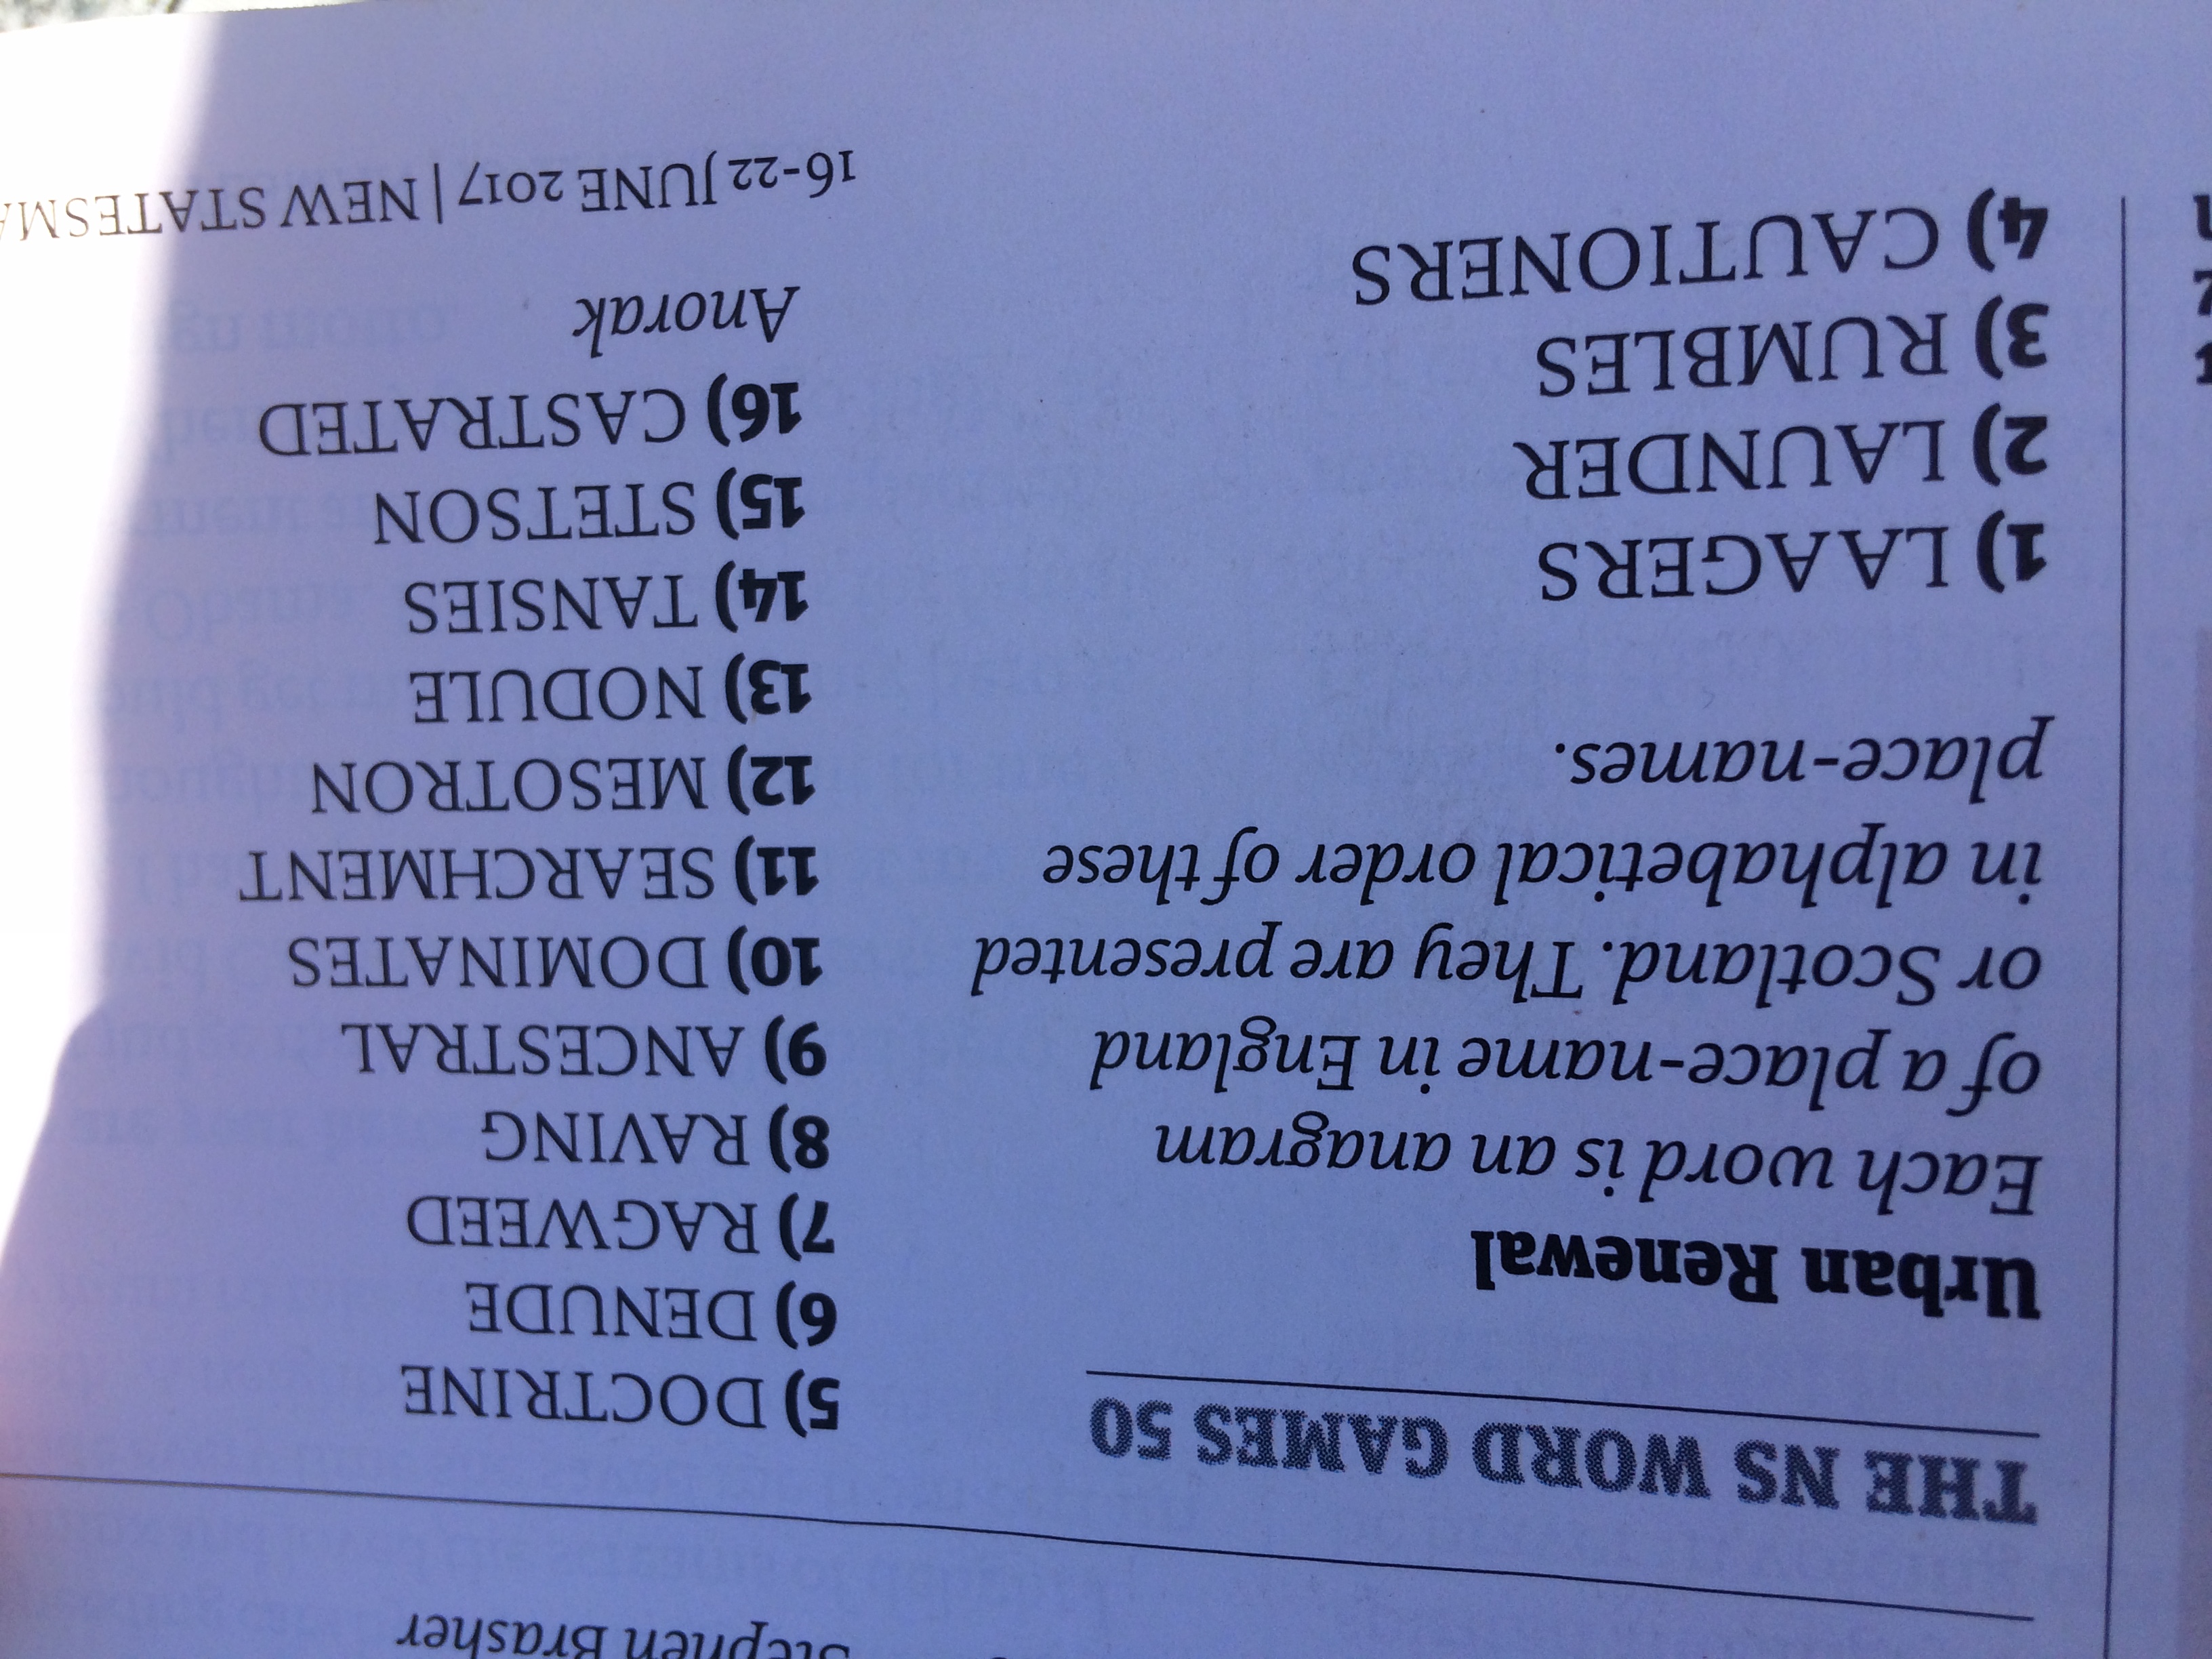 Stephen Brasher
THE NS WORD GAMES 50
Urban Renewal
Each word is an anagram
of a place-name in England
or Scotland. They are presented
in alphabetical order of these
place-names.
1) LAAGERS
2) LAUNDER
3) RUMBLES
4) CAUTIONERS
5) DOCTRINE
6) DENUDE
7) RAGWEED
8) RAVING
9) ANCESTRAL
10) DOMINATES
11) SEARCHMENT
12) MESOTRON
13) NODULE
14) TANSIES
15) STETSON
16) CASTRATED
Anorak
16-22 JUNE 2017 | NEW STATESMA